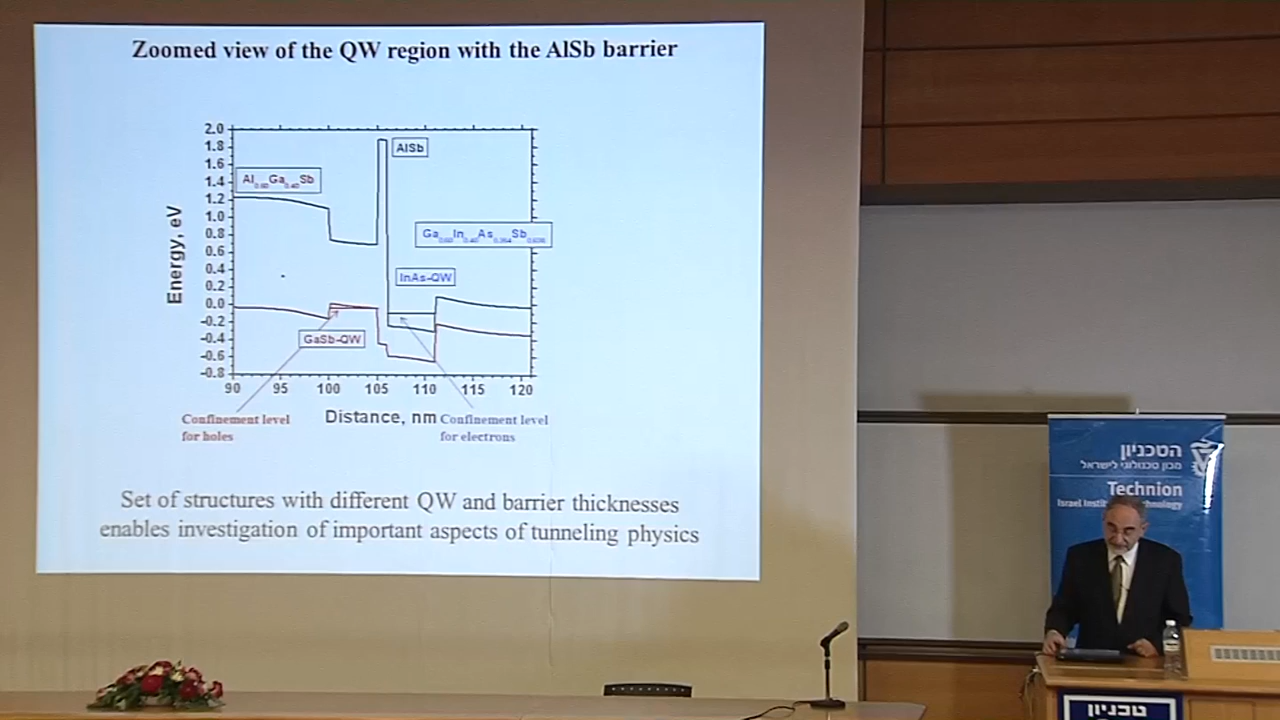 Zoomed view of the QW region with the AlSb barrier
2.0
1.8
1.6
1.4
1.2
1.0
0.8
0.6
0.4
0.2
0.0
-0.2
-0.4
-0.6
-0.8
Energy, eV
AlSb
Al0.60Ga0.40Sb
Ga0.60In0.40As0.364Sb0.636
InAs-QW
GaSb-QW
90 95 100 105 110 115 120
Distance, nm
Confinement level
for holes
Confinement level
for electrons
Set of structures with different QW and barrier thicknesses
enables investigation of important aspects of tunneling physics
הטכניון
מכון טכנולוגי לישראל
Technion
Israel
טכניון